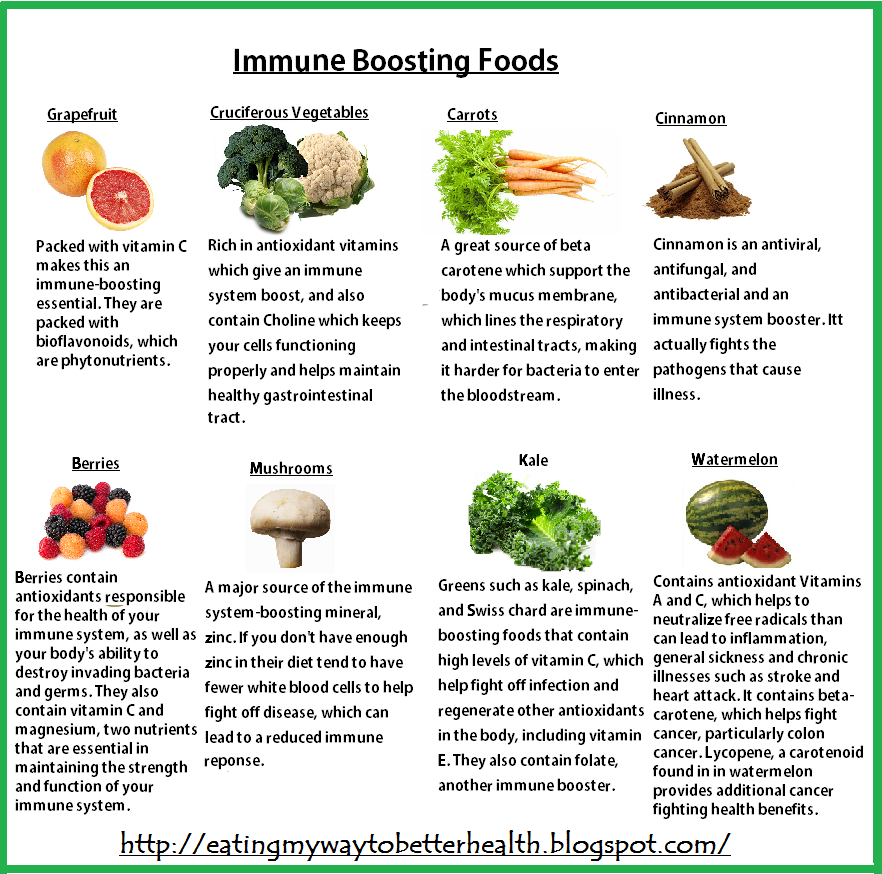 Immune Boosting Foods
Grapefruit
Packed with vitamin C
makes this an
immune-boosting
essential. They are
packed with
bioflavonoids, which
are phytonutrients.
Cruciferous Vegetables
Rich in antioxidant vitamins
which give an immune
system boost, and also
contain Choline which keeps
your cells functioning
properly and helps maintain
healthy gastrointestinal
tract.
Carrots
A great source of beta
carotene which support the
body's mucus membrane,
which lines the respiratory
and intestinal tracts, making
it harder for bacteria to enter
the bloodstream.
Cinnamon
Cinnamon is an antiviral,
antifungal, and
antibacterial and an
immune system booster. Itt
actually fights the
pathogens that cause
illness.
Berries
Berries contain
antioxidants responsible
for the health of your
immune system, as well as
your body's ability to
destroy invading bacteria
and germs. They also
contain vitamin C and
magnesium, two nutrients
that are essential in
maintaining the strength
and function of your
immune system.
Mushrooms
A major source of the immune
system-boosting mineral,
zinc. If you don't have enough
zinc in their diet tend to have
fewer white blood cells to help
fight off disease, which can
lead to a reduced immune
reponse.
Kale
Greens such as kale, spinach,
and Swiss chard are immune-
boosting foods that contain
high levels of vitamin C, which
help fight off infection and
regenerate other antioxidants
in the body, including vitamin
E. They also contain folate,
another immune booster.
Watermelon
Contains antioxidant Vitamins
A and C, which helps to
neutralize free radicals than
can lead to inflammation,
general sickness and chronic
illnesses such as stroke and
heart attack. It contains beta-
carotene, which helps fight
cancer, particularly colon
cancer. Lycopene, a carotenoid
found in in watermelon
provides additional cancer
fighting health benefits.
http://eatingmywaytobetterhealth.blogspot.com/